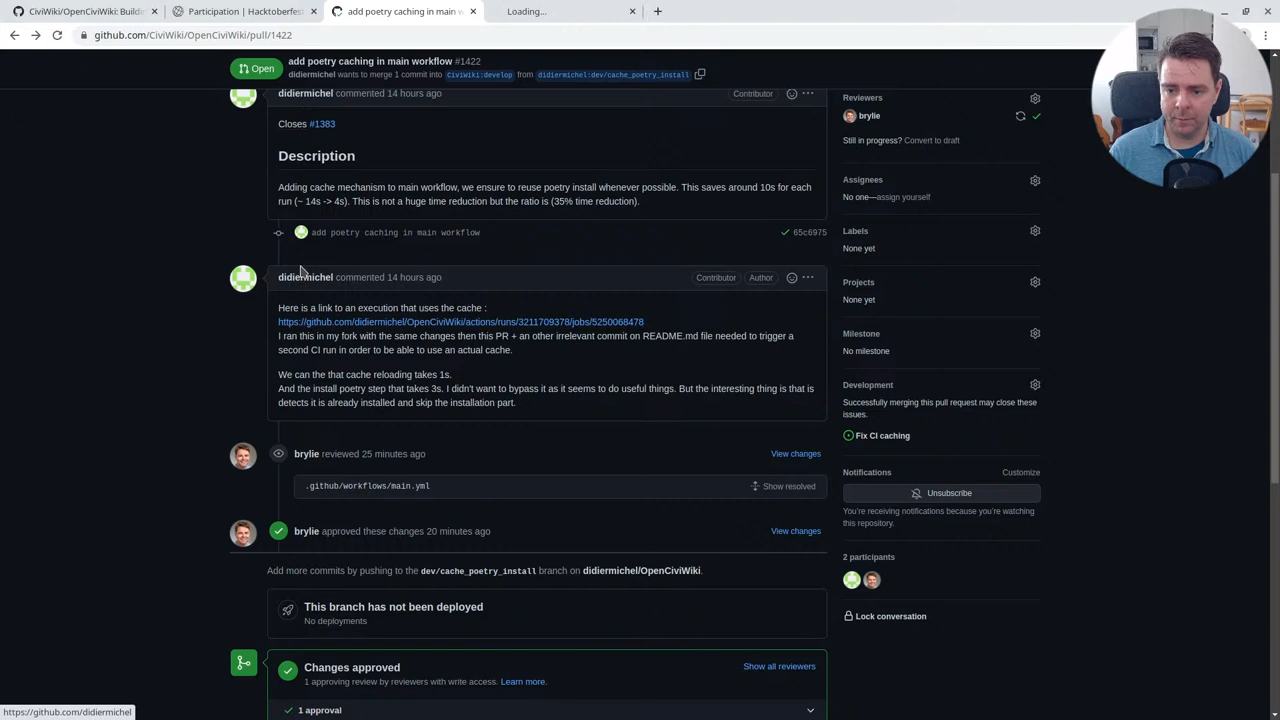 CiviWiki/OpenCiviWiki: Buildi
Participation | Hacktoberfes
add poetry caching in main w
Loading...
github.com/CiviWiki/OpenCiviWiki/pull/1422
Open
add poetry caching in main workflow #1422
didiermichel wants to merge 1 commit into CiviWiki:develop from didiermichel:dev/cache_poetry_install
didiermichel commented 14 hours ago
Contributor
Closes #1383
Description
Adding cache mechanism to main workflow, we ensure to reuse poetry install whenever possible. This saves around 10s for each
run (~ 14s -> 4s). This is not a huge time reduction but the ratio is (35% time reduction).
add poetry caching in main workflow
65c6975
didiermichel commented 14 hours ago
Contributor
Author
Here is a link to an execution that uses the cache :
https://github.com/didiermichel/OpenCiviWiki/actions/runs/3211709378/jobs/5250068478
I ran this in my fork with the same changes then this PR + an other irrelevant commit on README.md file needed to trigger a
second CI run in order to be able to use an actual cache.
We can the that cache reloading takes 1s.
And the install poetry step that takes 3s. I didn't want to bypass it as it seems to do useful things. But the interesting thing is that is
detects it is already installed and skip the installation part.
brylie reviewed 25 minutes ago
View changes
.github/workflows/main.yml
Show resolved
brylie approved these changes 20 minutes ago
View changes
Add more commits by pushing to the dev/cache_poetry_install branch on didiermichel/OpenCiviWiki.
This branch has not been deployed
No deployments
Changes approved
1 approving review by reviewers with write access. Learn more.
Show all reviewers
1 approval
Reviewers
brylie
Still in progress? Convert to draft
Assignees
No one—assign yourself
Labels
None yet
Projects
None yet
Milestone
No milestone
Development
Successfully merging this pull request may close these
issues.
Fix CI caching
Notifications
Customize
Unsubscribe
You're receiving notifications because you're watching
this repository.
2 participants
Lock conversation
https://github.com/didiermichel